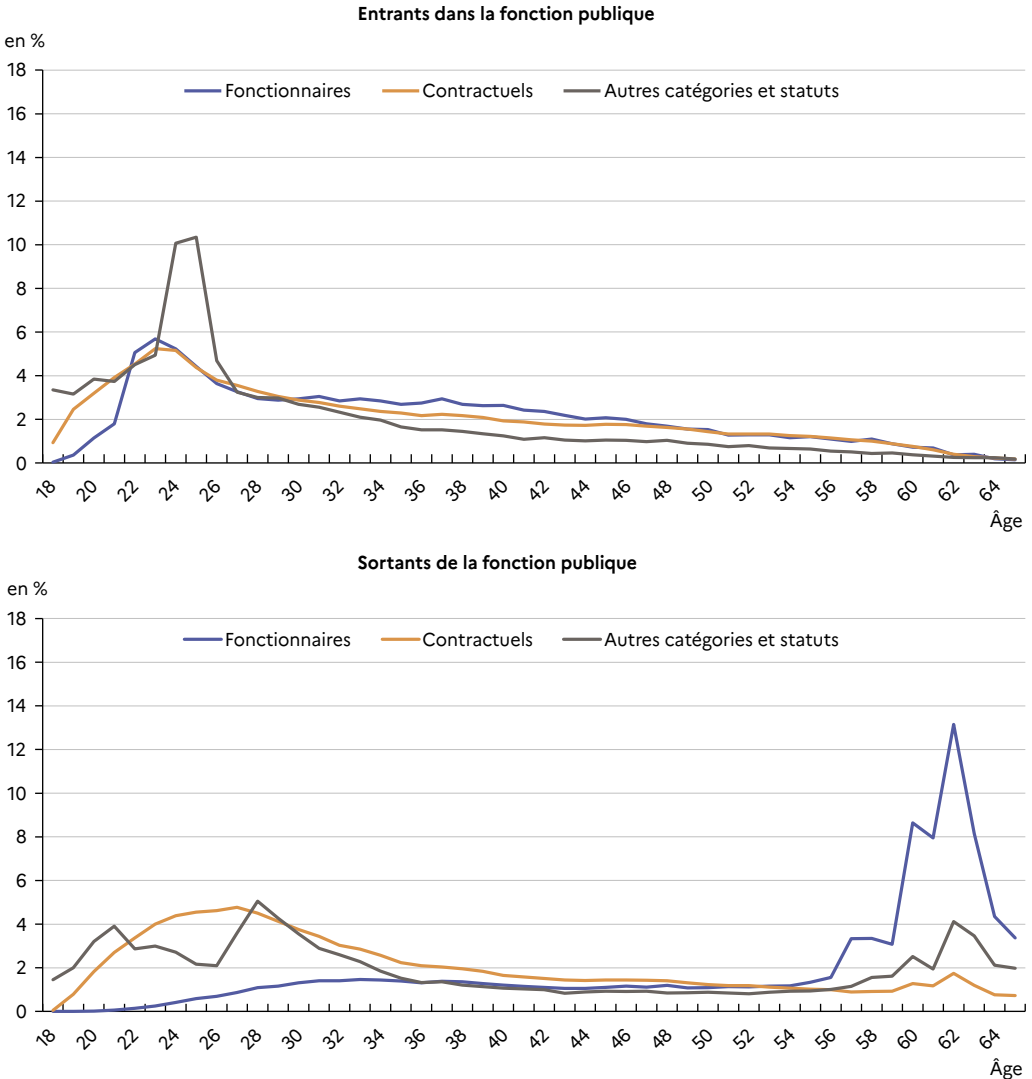 Entrants dans la fonction publique
en %
Fonctionnaires Contractuels Autres catégories et statuts
18
16
14
12
10
8
6
4
2
0
18 20 22 24 26 28 30 32 34 36 38 40 42 44 46 48 50 52 54 56 58 60 62 64
Âge
Sortants de la fonction publique
en %
Fonctionnaires Contractuels Autres catégories et statuts
18
16
14
12
10
8
6
4
2
0
18 20 22 24 26 28 30 32 34 36 38 40 42 44 46 48 50 52 54 56 58 60 62 64
Âge